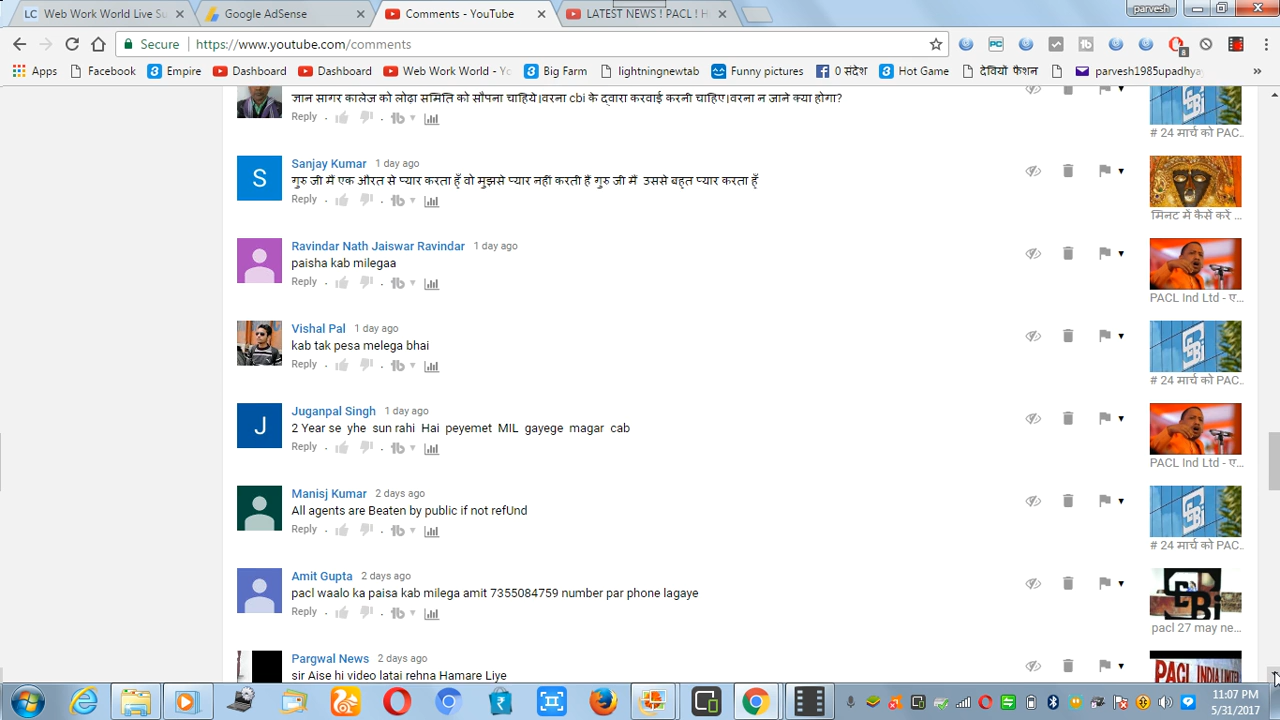 Web Work World Live Su
Google AdSense
Comments - YouTube
LATEST NEWS ! PACL ! H
parvesh
Secure
https://www.youtube.com/comments
8
Apps
Facebook
Empire
Dashboard
Dashboard
Web Work World - Yo
Big Farm
lightningnewtab
Funny pictures
0 संदेश
Hot Game
देवियों फैशन
parvesh1985upadhyay
»
ज्ञान सागर कालेज को लोढ़ा समिति को सौपना चाहिये।वरना cbi के द्वारा करवाई करनी चाहिए।वरना न जाने क्या होगा?
Reply
# 24 मार्च को PAC...
Sanjay Kumar 1 day ago
गुरु जी मैं एक औरत से प्यार करता हूँ वो मुझसे प्यार नहीं करती हैं गुरु जी में उससे बहुत प्यार करता हूँ
Reply
मिनट में कैसें करें ...
Ravindar Nath Jaiswar Ravindar 1 day ago
paisha kab milegaa
Reply
PACL Ind Ltd - ए...
Vishal Pal 1 day ago
kab tak pesa melega bhai
Reply
# 24 मार्च को PAC...
Juganpal Singh 1 day ago
2 Year se yhe sun rahi Hai peyemet MIL gayege magar cab
Reply
PACL Ind Ltd - ए...
Manisj Kumar 2 days ago
All agents are Beaten by public if not refUnd
Reply
# 24 मार्च को PAC...
Amit Gupta 2 days ago
pacl waalo ka paisa kab milega amit 7355084759 number par phone lagaye
Reply
pacl 27 may ne...
Pargwal News 2 days ago
sir Aise hi video latai rehna Hamare Liye
PACL INDIA LIMITED
11:07 PM
5/31/2017